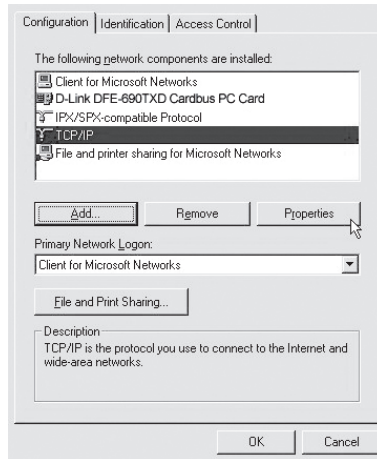 Configuration Identification Access Control
The following network components are installed:
Client for Microsoft Networks
D-Link DFE-690TXD Cardbus PC Card
IPX/SPX-compatible Protocol
TCP/IP
File and printer sharing for Microsoft Networks
Add... Remove Properties
Primary Network Logon:
Client for Microsoft Networks
File and Print Sharing...
Description
TCP/IP is the protocol you use to connect to the Internet and
wide-area networks.
OK Cancel